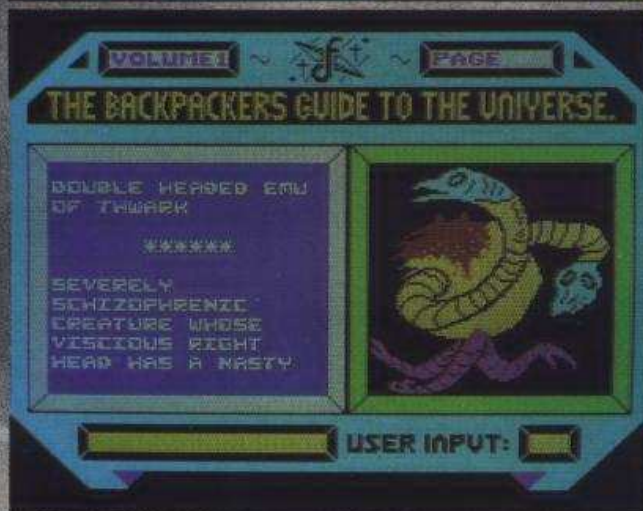 VOLUME1 ~ ~ PAGE
THE BACKPACKERS GUIDE TO THE UNIVERSE.
DOUBLE HEADED EMU
OF THWARK
******
SEVERELY
SCHIZOPHRENIC
CREATURE WHOSE
VISCIOUS RIGHT
HEAD HAS A NASTY
USER INPUT: